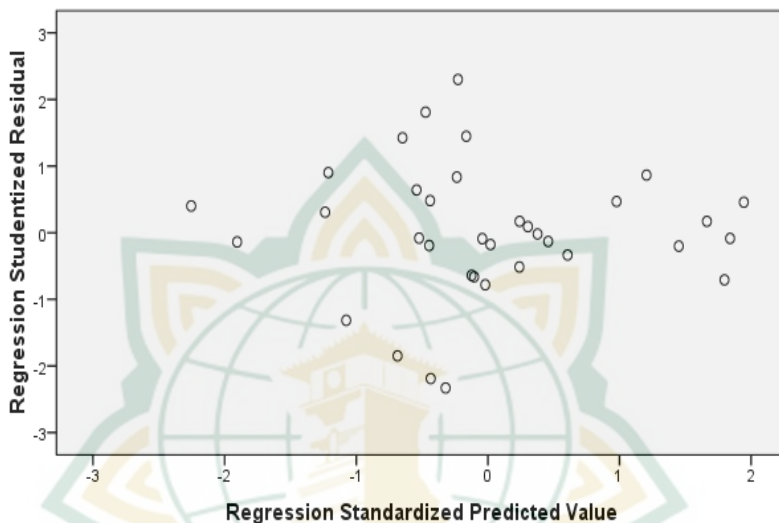 Regression Studentized Residual
3
2
1
0
-1
-2
-3
-3 -2 -1 0 1 2
Regression Standardized Predicted Value